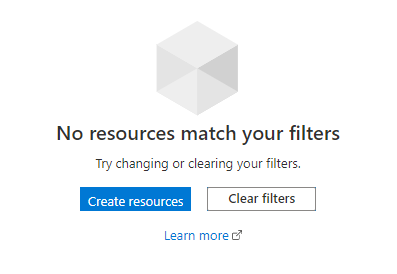 No resources match your filters
Try changing or clearing your filters.
Create resources
Clear filters
Learn more